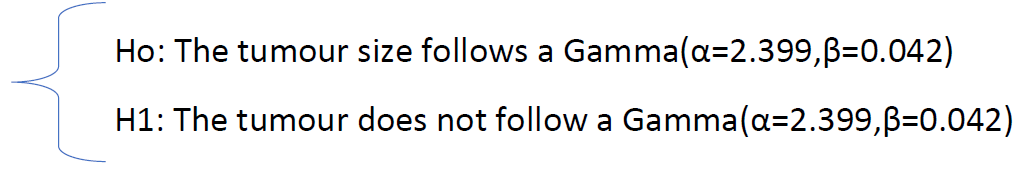 Ho: The tumour size follows a Gamma(α=2.399,β=0.042)
H1: The tumour does not follow a Gamma(α=2.399,β=0.042)